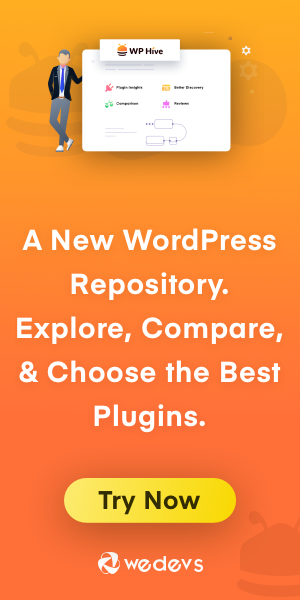 WP Hive
Plugin Insights
Better Discovery
Comparison
Reviews
A New WordPress
Repository.
Explore, Compare,
& Choose the Best
Plugins.
Try Now
wedevs